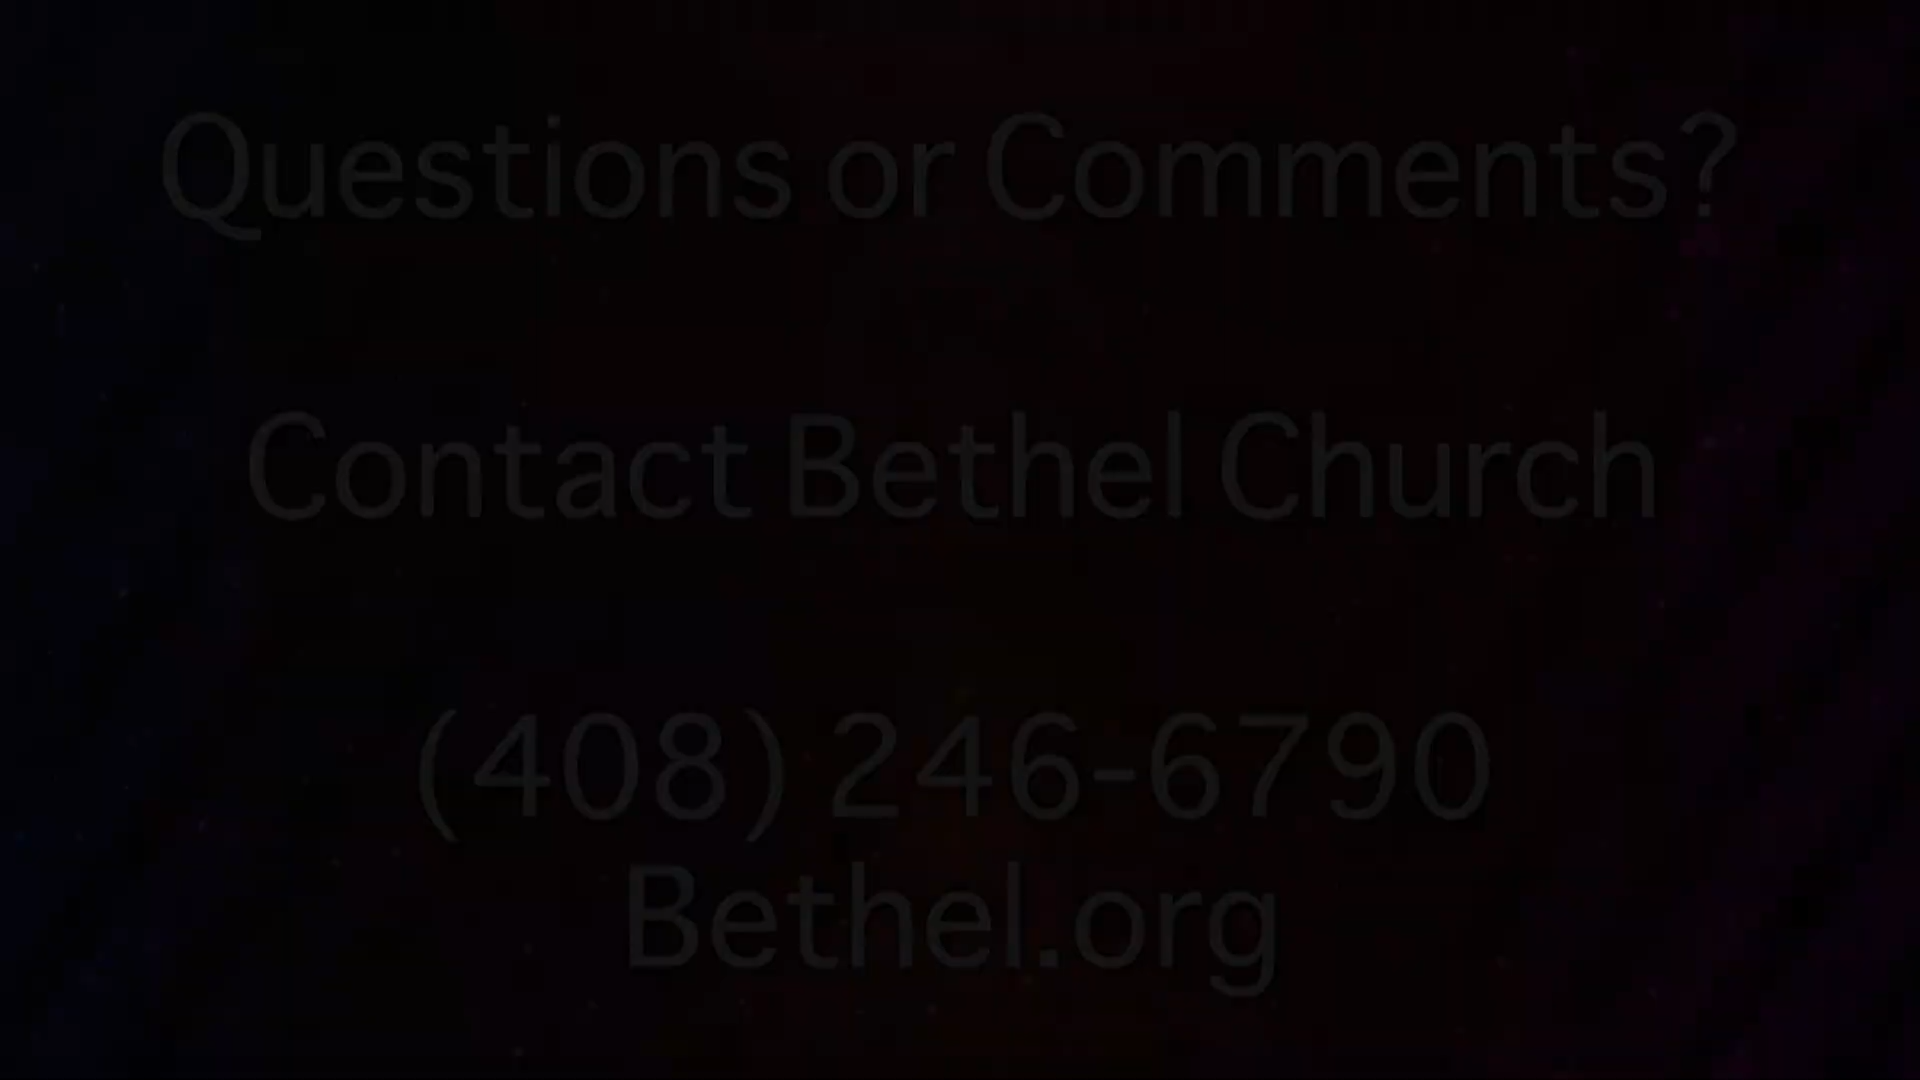 Questions or Comments?
Contact Bethel Church
(408) 246-6790
Bethel.org